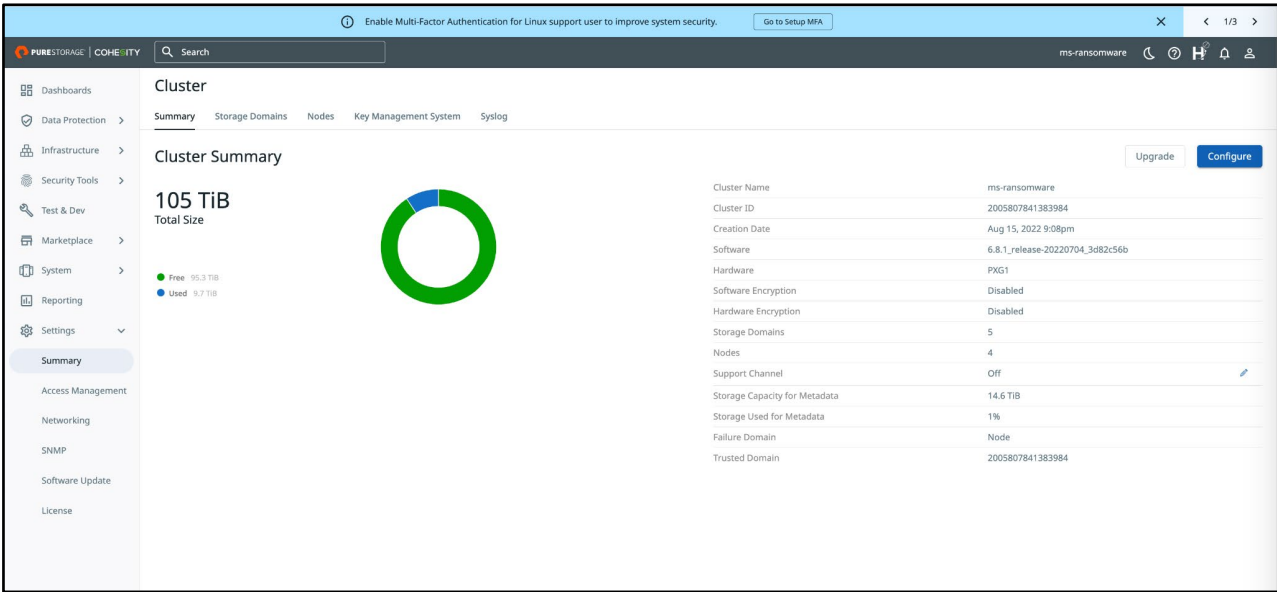 Enable Multi-Factor Authentication for Linux support user to improve system security. Go to Setup MFA 1/3
PURESTORAGE | COHESITY Search ms-ransomware
Dashboards
Data Protection
Infrastructure
Security Tools
Test & Dev
Marketplace
System
Reporting
Settings
Summary
Access Management
Networking
SNMP
Software Update
License
Cluster
Summary Storage Domains Nodes Key Management System Syslog
Cluster Summary Upgrade Configure
105 TiB
Total Size
Free 95.3 TiB
Used 9.7 TiB
Cluster Name ms-ransomware
Cluster ID 2005807841383984
Creation Date Aug 15, 2022 9:08pm
Software 6.8.1_release-20220704_3d82c56b
Hardware PXG1
Software Encryption Disabled
Hardware Encryption Disabled
Storage Domains 5
Nodes 4
Support Channel Off
Storage Capacity for Metadata 14.6 TiB
Storage Used for Metadata 1%
Failure Domain Node
Trusted Domain 2005807841383984